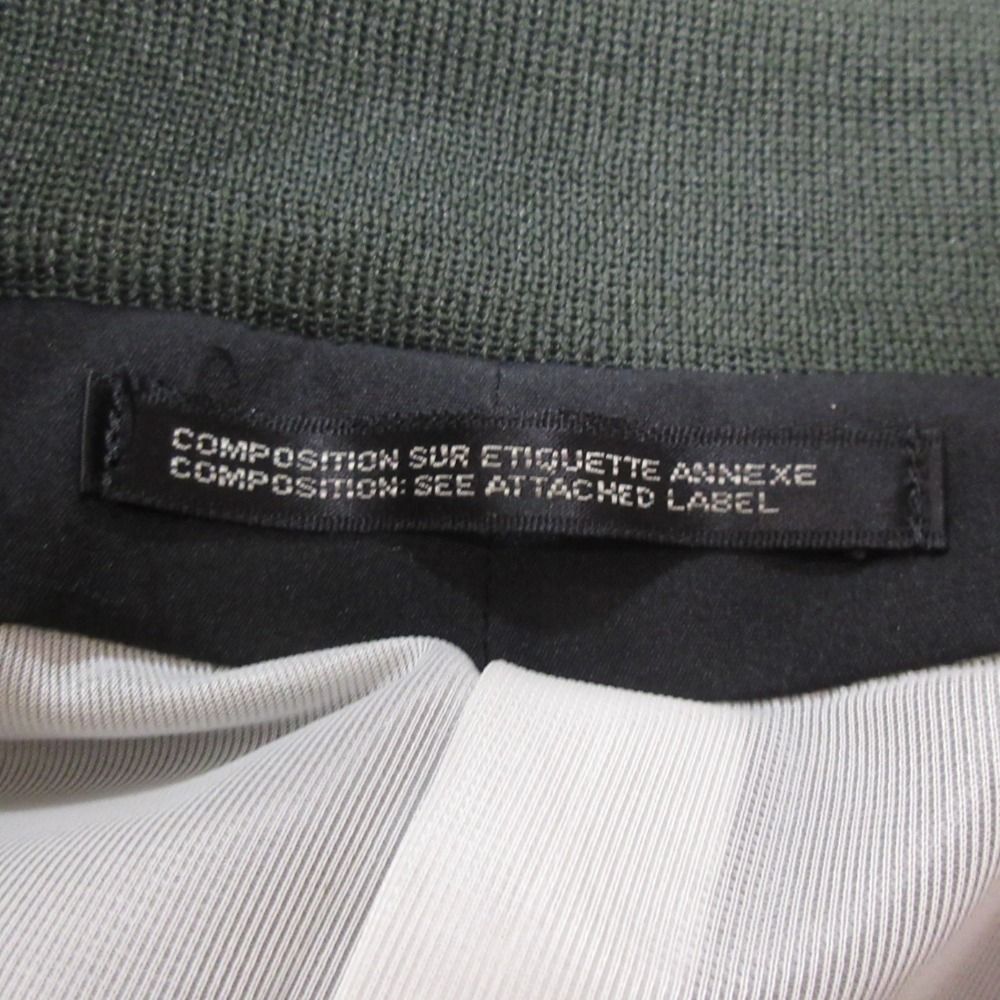 COMPOSITION SUR ETIQUETTE ANNEXE
COMPOSITION: SEE ATTACHED LABEL